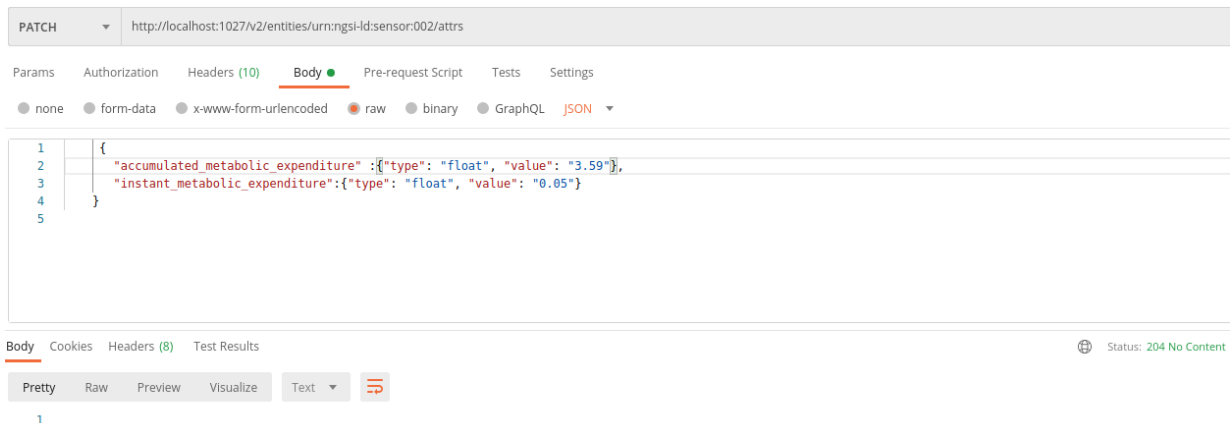 PATCH http://localhost:1027/v2/entities/urn:ngsi-ld:sensor:002/attrs
Params Authorization Headers (10) Body Pre-request Script Tests Settings
none form-data x-www-form-urlencoded raw binary GraphQL JSON
1 {
2 "accumulated_metabolic_expenditure" :{"type": "float", "value": "3.59"},
3 "instant_metabolic_expenditure":{"type": "float", "value": "0.05"}
4 }
5
Body Cookies Headers (8) Test Results Status: 204 No Content
Pretty Raw Preview Visualize Text
1